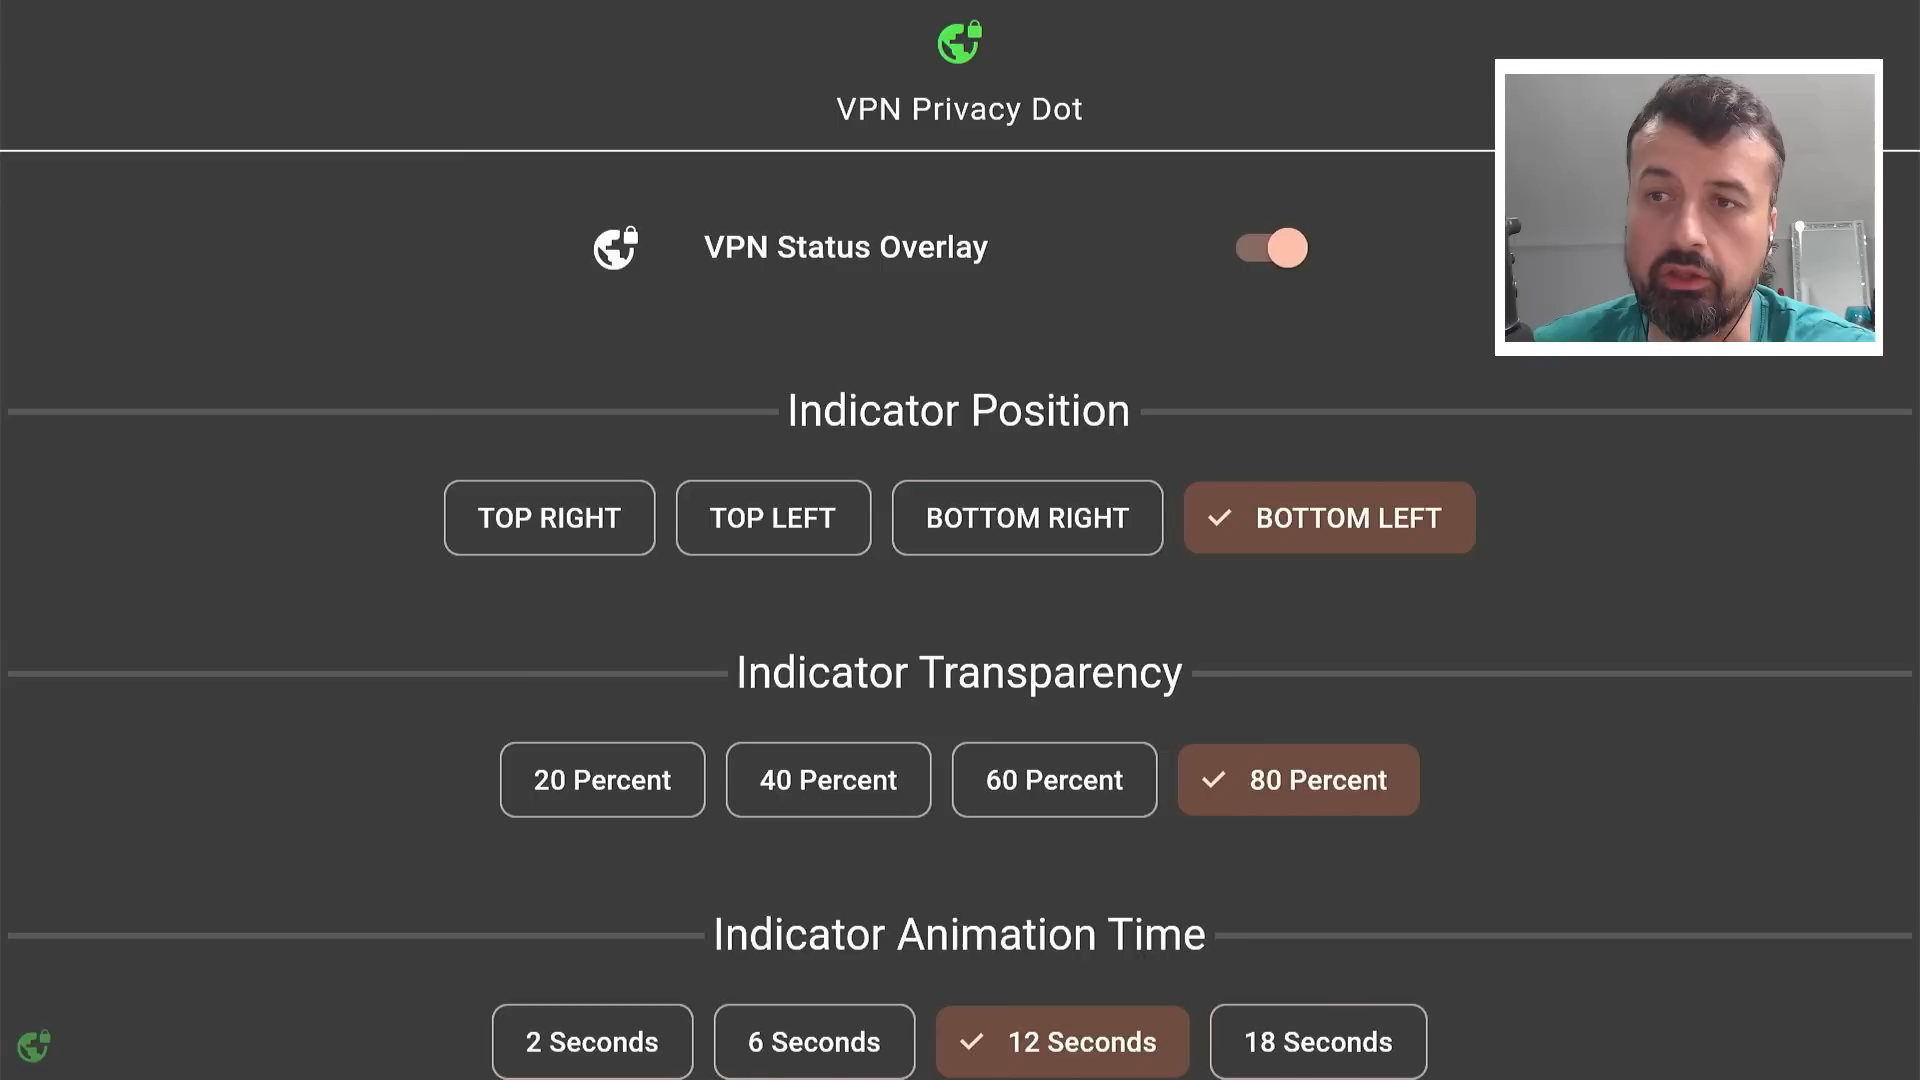 VPN Privacy Dot
VPN Status Overlay
Indicator Position
TOP RIGHT TOP LEFT BOTTOM RIGHT BOTTOM LEFT
Indicator Transparency
20 Percent 40 Percent 60 Percent 80 Percent
Indicator Animation Time
2 Seconds 6 Seconds 12 Seconds 18 Seconds